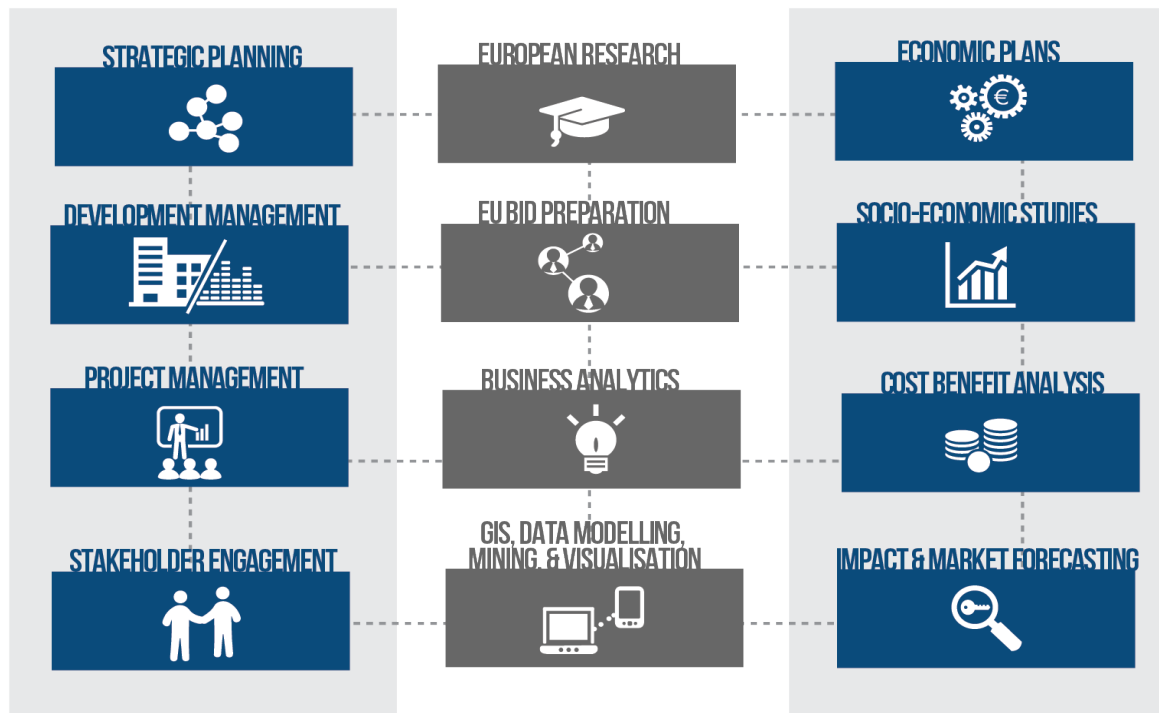 STRATEGIC PLANNING
EUROPEAN RESEARCH
ECONOMIC PLANS
€
DEVELOPMENT MANAGEMENT
EU BID PREPARATION
SOCIO-ECONOMIC STUDIES
PROJECT MANAGEMENT
BUSINESS ANALYTICS
COST BENEFIT ANALYSIS
STAKEHOLDER ENGAGEMENT
GIS, DATA MODELLING,
MINING, & VISUALISATION
IMPACT & MARKET FORECASTING